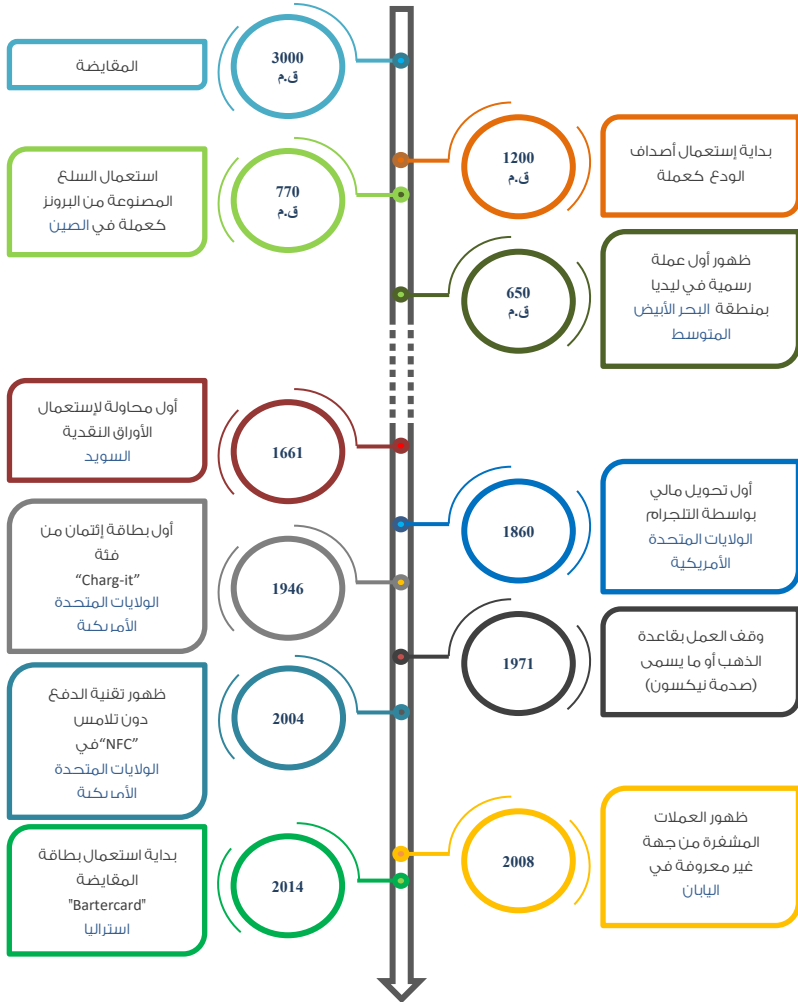 3000
ق.م
المقايضة
1200
ق.م
بداية إستعمال أصداف
الودع كعملة
770
ق.م
استعمال السلع
المصنوعة من البرونز
كعملة في الصين
650
ق.م
ظهور أول عملة
رسمية في ليديا
بمنطقة البحر الأبيض
المتوسط
1661
أول محاولة لإستعمال
الأوراق النقدية
السويد
1860
أول تحويل مالي
بواسطة التلجرام
الولايات المتحدة
الأمريكية
1946
أول بطاقة إئتمان من
فئة
“Charg-it”
الولايات المتحدة
الأمريكية
1971
وقف العمل بقاعدة
الذهب أو ما يسمى
(صدمة نيكسون)
2004
ظهور تقنية الدفع
دون تلامس
“NFC”في
الولايات المتحدة
الأمريكية
2008
ظهور العملات
المشفرة من جهة
غير معروفة في
اليابان
2014
بداية استعمال بطاقة
المقايضة
"Bartercard"
استراليا